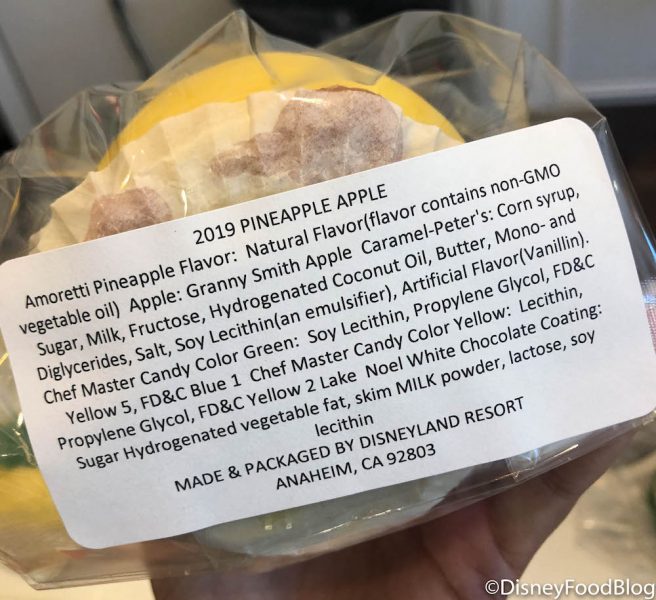 2019 PINEAPPLE APPLE
Amoretti Pineapple Flavor: Natural Flavor(flavor contains non-GMO
vegetable oil) Apple: Granny Smith Apple Caramel-Peter's: Corn syrup,
Sugar, Milk, Fructose, Hydrogenated Coconut Oil, Butter, Mono- and
Diglycerides, Salt, Soy Lecithin(an emulsifier), Artificial Flavor(Vanillin).
Chef Master Candy Color Green: Soy Lecithin, Propylene Glycol, FD&C
Yellow 5, FD&C Blue 1 Chef Master Candy Color Yellow: Lecithin,
Propylene Glycol, FD&C Yellow 2 Lake Noel White Chocolate Coating:
Sugar Hydrogenated vegetable fat, skim MILK powder, lactose, soy
lecithin
MADE & PACKAGED BY DISNEYLAND RESORT
ANAHEIM, CA 92803
©DisneyFoodBlog